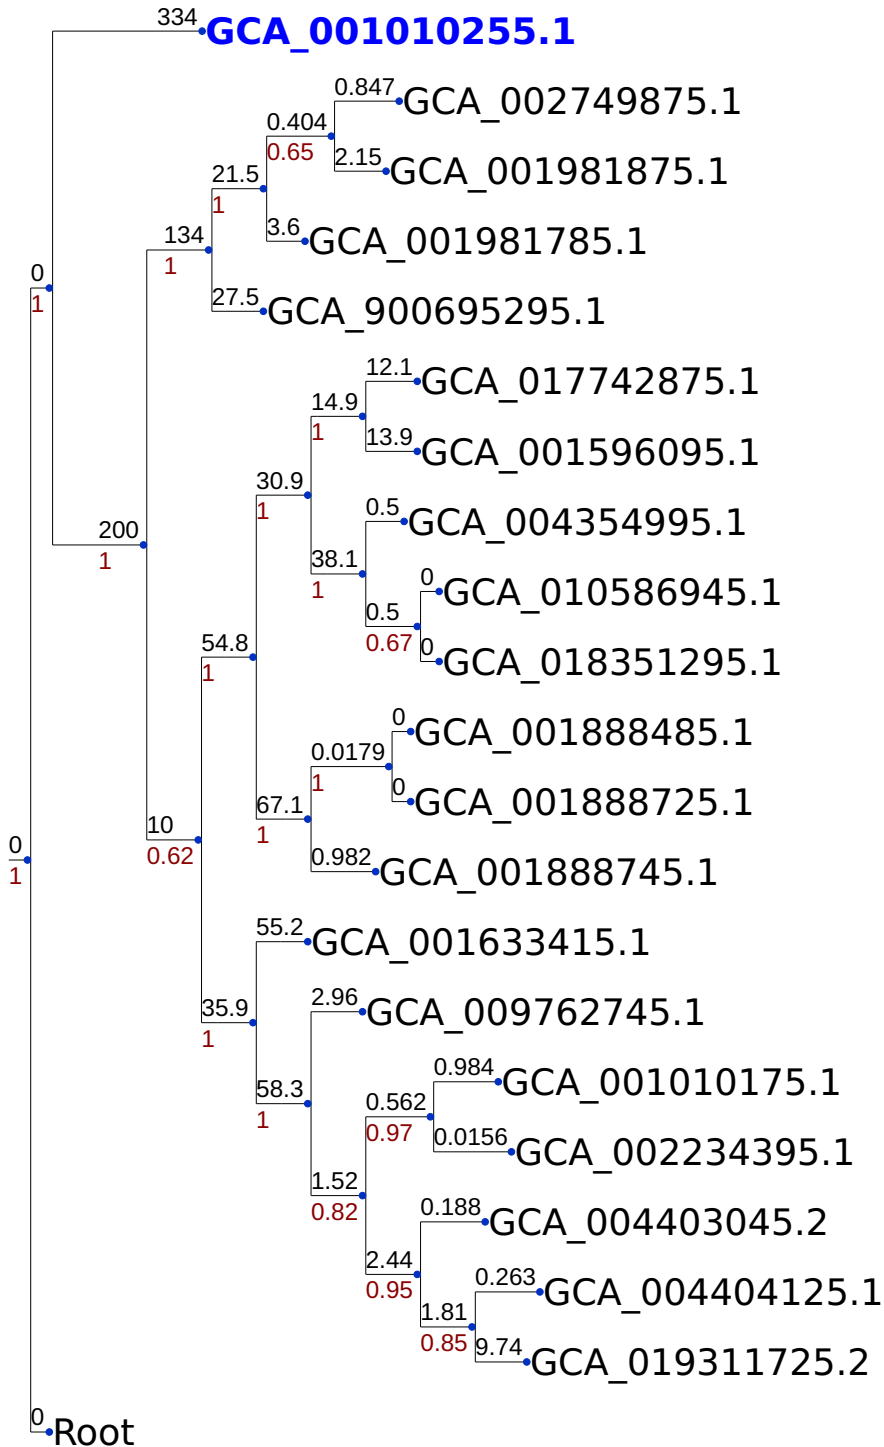 334
GCA_001010255.1
0.847
GCA_002749875.1
0.404
0.65
2.15
GCA_001981875.1
21.5
1
3.6
GCA_001981785.1
134
1
0
1
27.5
GCA_900695295.1
12.1
GCA_017742875.1
14.9
1
13.9
GCA_001596095.1
30.9
1
0.5
GCA_004354995.1
200
1
38.1
1
0
GCA_010586945.1
0.5
0.67
0
GCA_018351295.1
54.8
1
0
GCA_001888485.1
0.0179
1
0
GCA_001888725.1
67.1
1
10
0.62
0
1
0.982
GCA_001888745.1
55.2
GCA_001633415.1
35.9
1
2.96
GCA_009762745.1
0.984
GCA_001010175.1
58.3
1
0.562
0.97
0.0156
GCA_002234395.1
1.52
0.82
0.188
GCA_004403045.2
2.44
0.95
0.263
GCA_004404125.1
1.81
0.85
9.74
GCA_019311725.2
0
Root